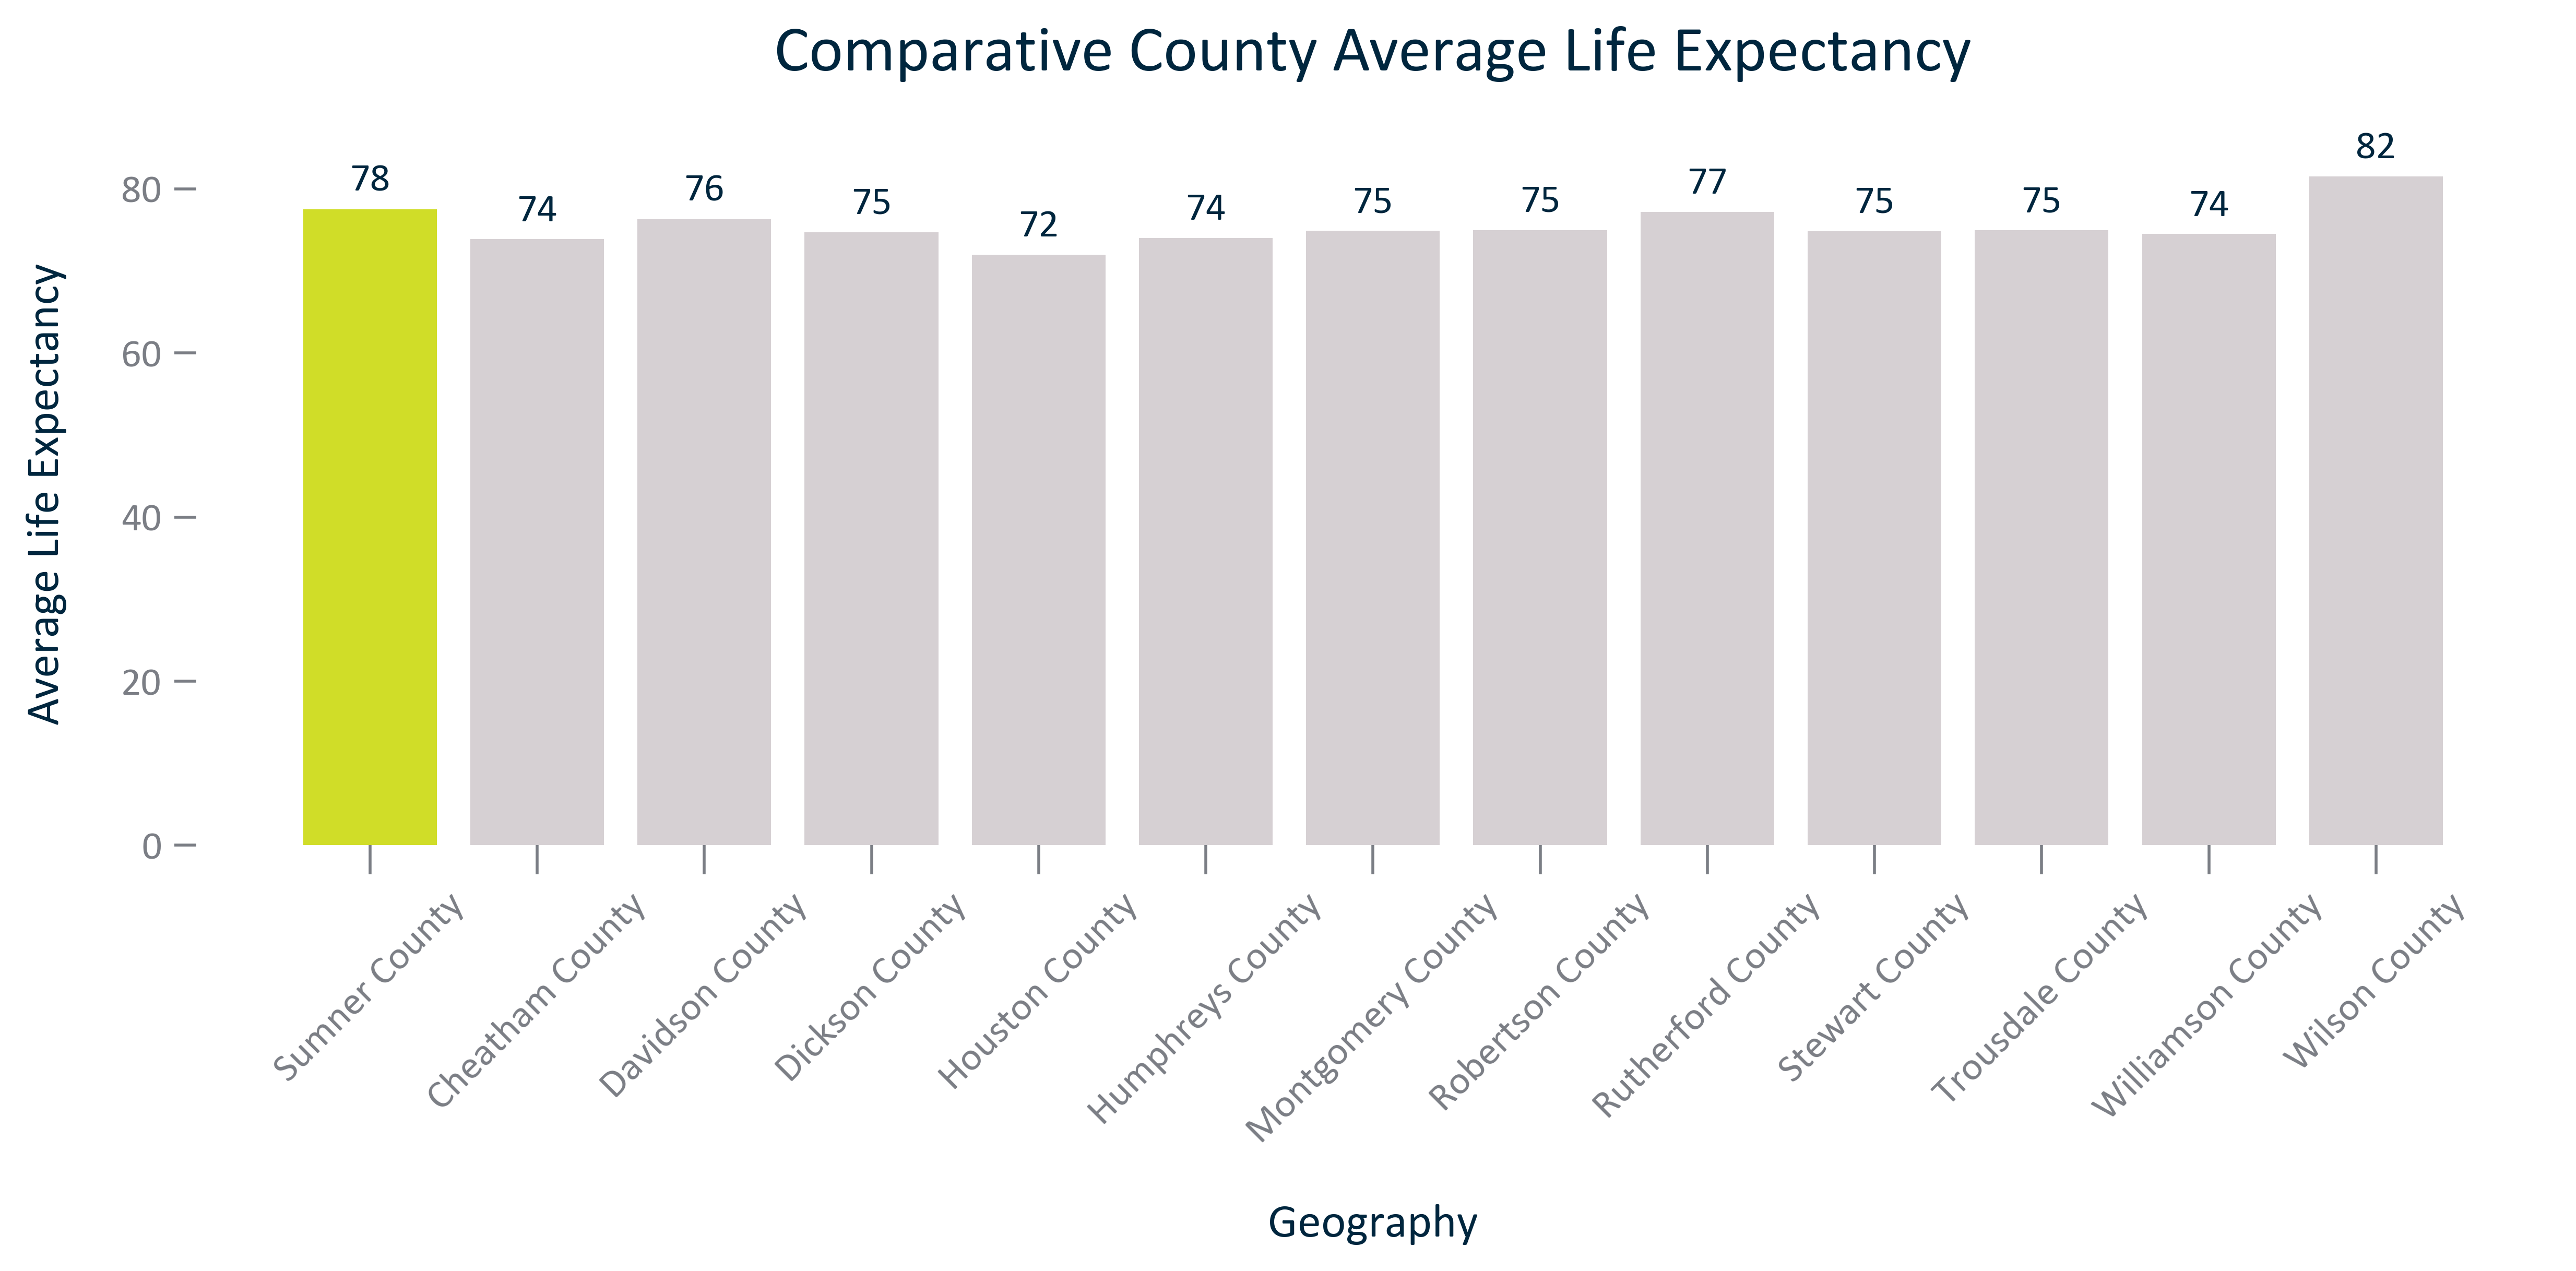 Comparative County Average Life Expectancy
78
74
76
75
72
74
75
75
77
75
75
74
82
80
60
40
20
0
Average Life Expectancy
Sumner County
Cheatham County
Davidson County
Dickson County
Houston County
Humphreys County
Montgomery County
Robertson County
Rutherford County
Stewart County
Trousdale County
Williamson County
Wilson County
Geography